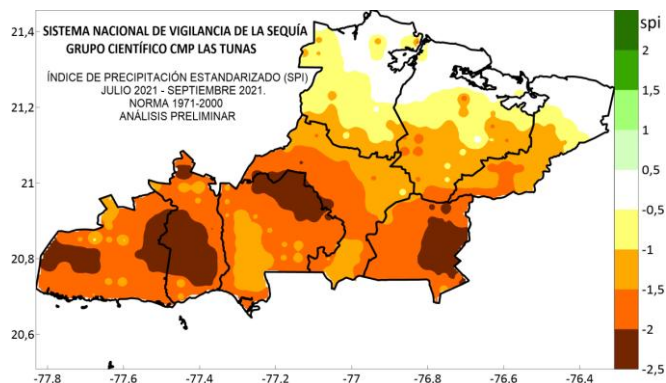 SISTEMA NACIONAL DE VIGILANCIA DE LA SEQUÍA
GRUPO CIENTÍFICO CMP LAS TUNAS
ÍNDICE DE PRECIPITACIÓN ESTANDARIZADO (SPI)
JULIO 2021 - SEPTIEMBRE 2021.
NORMA 1971-2000
ANÁLISIS PRELIMINAR
21,4
21,2
21
20,8
20,6
-77.8
-77.6
-77.4
-77.2
-77
-76.8
-76.6
-76.4
spi
2
1,5
1
0,5
-0,5
-1
-1,5
-2
-2,5
spi